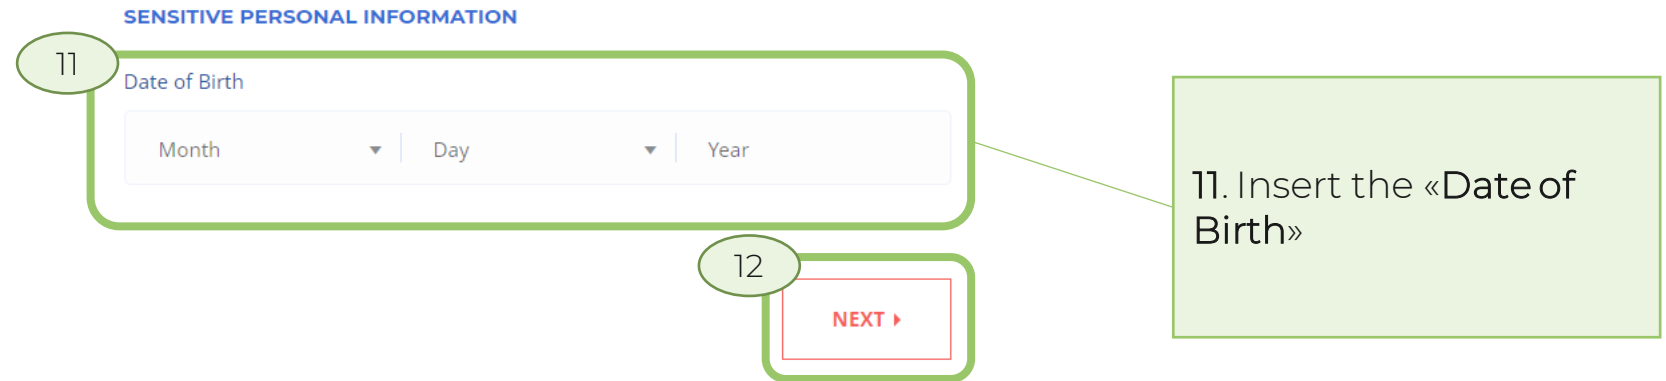 SENSITIVE PERSONAL INFORMATION
11
Date of Birth
Month Day Year
11. Insert the «Date of
Birth»
12
NEXT